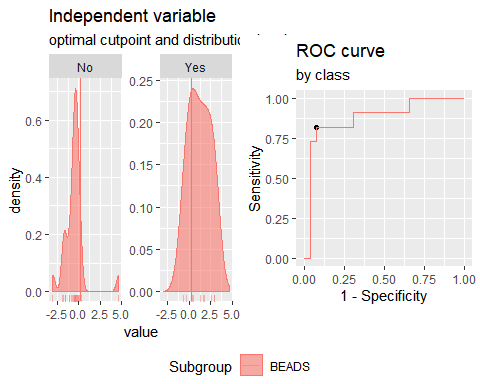 Independent variable
optimal cutpoint and distributio
No
Yes
density
0.6
0.4
0.2
0.0
0.25
0.20
0.15
0.10
0.05
0.00
-2.5 0.0 2.5 5.0
-2.5 0.0 2.5 5.0
value
ROC curve
by class
Sensitivity
1.00
0.75
0.50
0.25
0.00
0.00 0.25 0.50 0.75 1.00
1 - Specificity
Subgroup BEADS